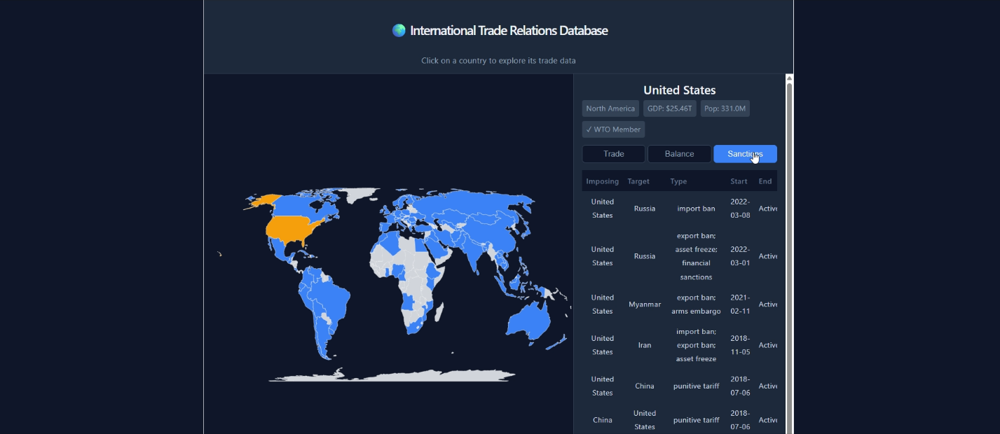 International Trade Relations Database
Click on a country to explore its trade data
United States
North America GDP: $25.46T Pop: 331.0M
✓ WTO Member
Trade Balance Sanctions
Imposing Target Type Start End
United States Russia import ban 2022-03-08 Active
United States Russia export ban; asset freeze; financial sanctions 2022-03-01 Active
United States Myanmar export ban; arms embargo 2021-02-11 Active
United States Iran import ban; export ban; asset freeze 2018-11-05 Active
United States China punitive tariff 2018-07-06 Active
China United States punitive tariff 2018-07-06 Active